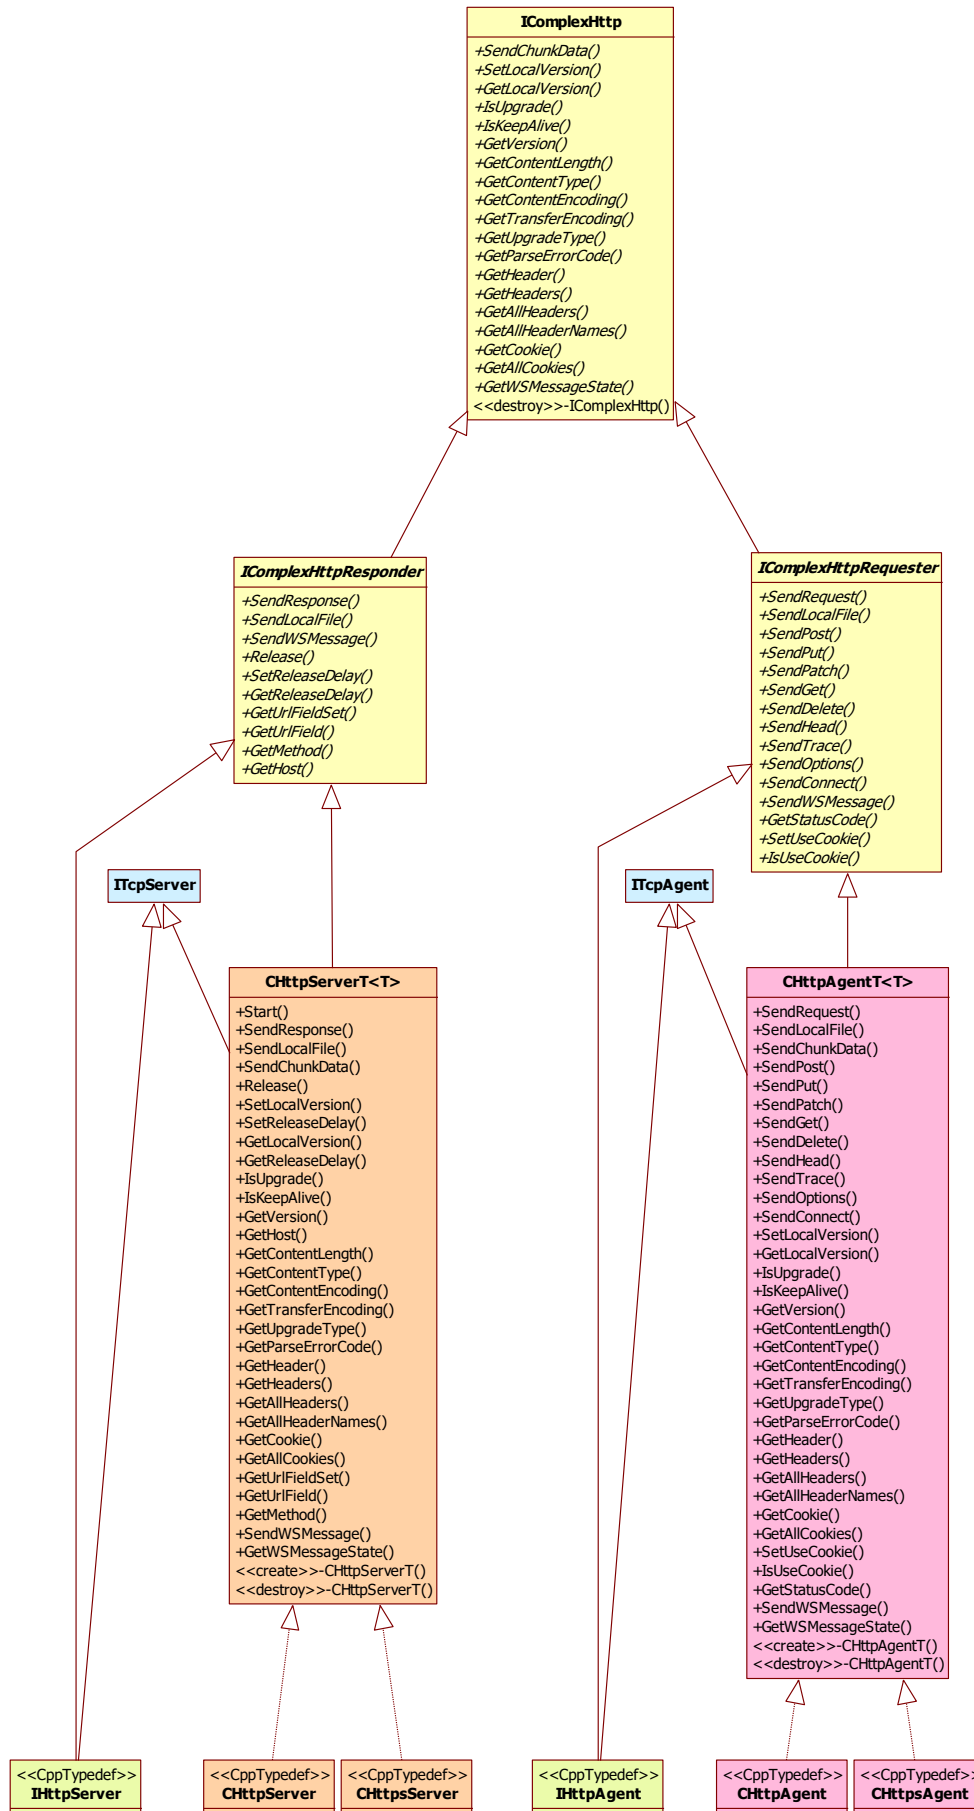 IComplexHttp
+SendChunkData()
+SetLocalVersion()
+GetLocalVersion()
+IsUpgrade()
+IsKeepAlive()
+GetVersion()
+GetContentLength()
+GetContentType()
+GetContentEncoding()
+GetTransferEncoding()
+GetUpgradeType()
+GetParseErrorCode()
+GetHeader()
+GetHeaders()
+GetAllHeaders()
+GetAllHeaderNames()
+GetCookie()
+GetAllCookies()
+GetWSMessageState()
<<destroy>>-IComplexHttp()
IComplexHttpResponder
+SendResponse()
+SendLocalFile()
+SendWSMessage()
+Release()
+SetReleaseDelay()
+GetReleaseDelay()
+GetUrlFieldSet()
+GetUrlField()
+GetMethod()
+GetHost()
IComplexHttpRequester
+SendRequest()
+SendLocalFile()
+SendPost()
+SendPut()
+SendPatch()
+SendGet()
+SendDelete()
+SendHead()
+SendTrace()
+SendOptions()
+SendConnect()
+SendWSMessage()
+GetStatusCode()
+SetUseCookie()
+IsUseCookie()
ITcpServer
ITcpAgent
CHttpServerT<T>
+Start()
+SendResponse()
+SendLocalFile()
+SendChunkData()
+Release()
+SetLocalVersion()
+SetReleaseDelay()
+GetLocalVersion()
+GetReleaseDelay()
+IsUpgrade()
+IsKeepAlive()
+GetVersion()
+GetHost()
+GetContentLength()
+GetContentType()
+GetContentEncoding()
+GetTransferEncoding()
+GetUpgradeType()
+GetParseErrorCode()
+GetHeader()
+GetHeaders()
+GetAllHeaders()
+GetAllHeaderNames()
+GetCookie()
+GetAllCookies()
+GetUrlFieldSet()
+GetUrlField()
+GetMethod()
+SendWSMessage()
+GetWSMessageState()
<<create>>-CHttpServerT()
<<destroy>>-CHttpServerT()
CHttpAgentT<T>
+SendRequest()
+SendLocalFile()
+SendChunkData()
+SendPost()
+SendPut()
+SendPatch()
+SendGet()
+SendDelete()
+SendHead()
+SendTrace()
+SendOptions()
+SendConnect()
+SetLocalVersion()
+GetLocalVersion()
+IsUpgrade()
+IsKeepAlive()
+GetVersion()
+GetContentLength()
+GetContentType()
+GetContentEncoding()
+GetTransferEncoding()
+GetUpgradeType()
+GetParseErrorCode()
+GetHeader()
+GetHeaders()
+GetAllHeaders()
+GetAllHeaderNames()
+GetCookie()
+GetAllCookies()
+SetUseCookie()
+IsUseCookie()
+GetStatusCode()
+SendWSMessage()
+GetWSMessageState()
<<create>>-CHttpAgentT()
<<destroy>>-CHttpAgentT()
<<CppTypedef>>
IHttpServer
<<CppTypedef>>
CHttpServer
<<CppTypedef>>
CHttpsServer
<<CppTypedef>>
IHttpAgent
<<CppTypedef>>
CHttpAgent
<<CppTypedef>>
CHttpsAgent